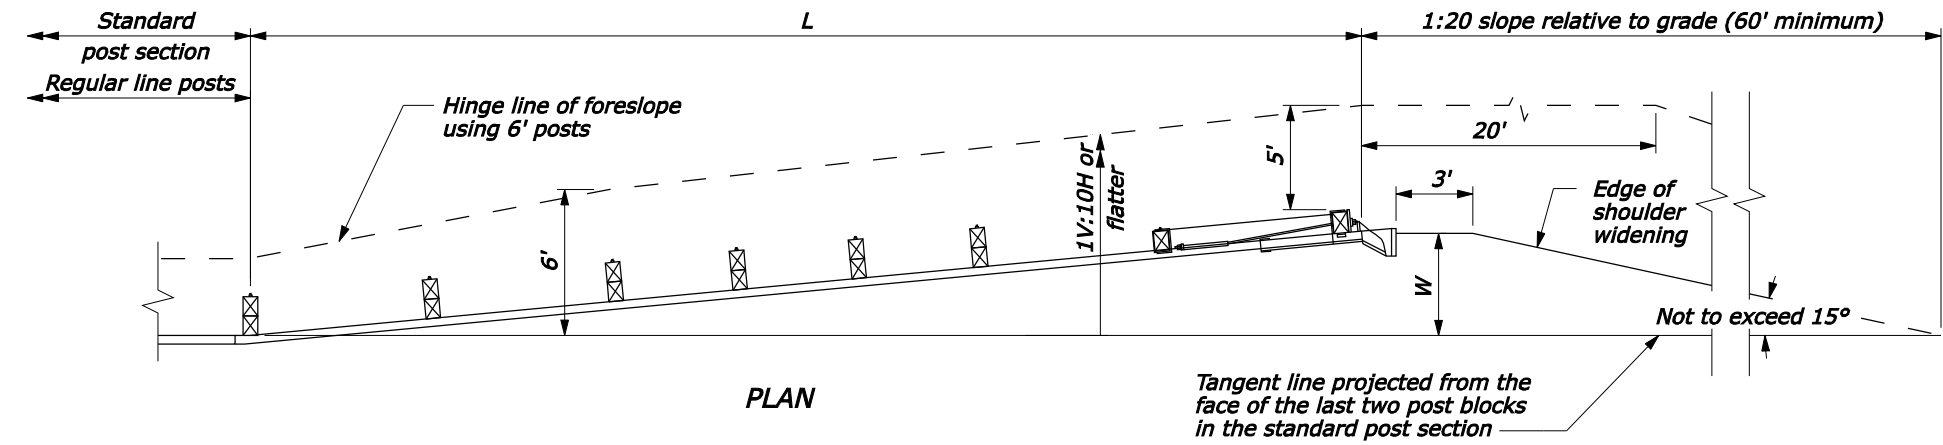 Standard
post section
Regular line posts
L
1:20 slope relative to grade (60' minimum)
Hinge line of foreslope
using 6' posts
6'
1V:10H or
flatter
5'
20'
3'
Edge of
shoulder
widening
W
Not to exceed 15°
PLAN
Tangent line projected from the
face of the last two post blocks
in the standard post section